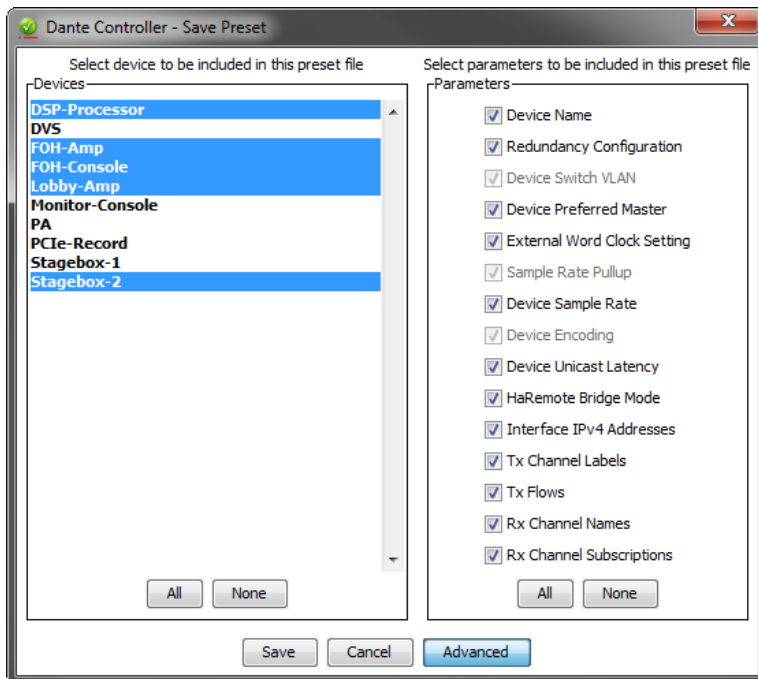 Dante Controller - Save Preset
Select device to be included in this preset file
Devices
DSP-Processor
DVS
FOH-Amp
FOH-Console
Lobby-Amp
Monitor-Console
PA
PCIe-Record
Stagebox-1
Stagebox-2
All None
Select parameters to be included in this preset file
Parameters
Device Name
Redundancy Configuration
Device Switch VLAN
Device Preferred Master
External Word Clock Setting
Sample Rate Pullup
Device Sample Rate
Device Encoding
Device Unicast Latency
HaRemote Bridge Mode
Interface IPv4 Addresses
Tx Channel Labels
Tx Flows
Rx Channel Names
Rx Channel Subscriptions
All None
Save Cancel Advanced